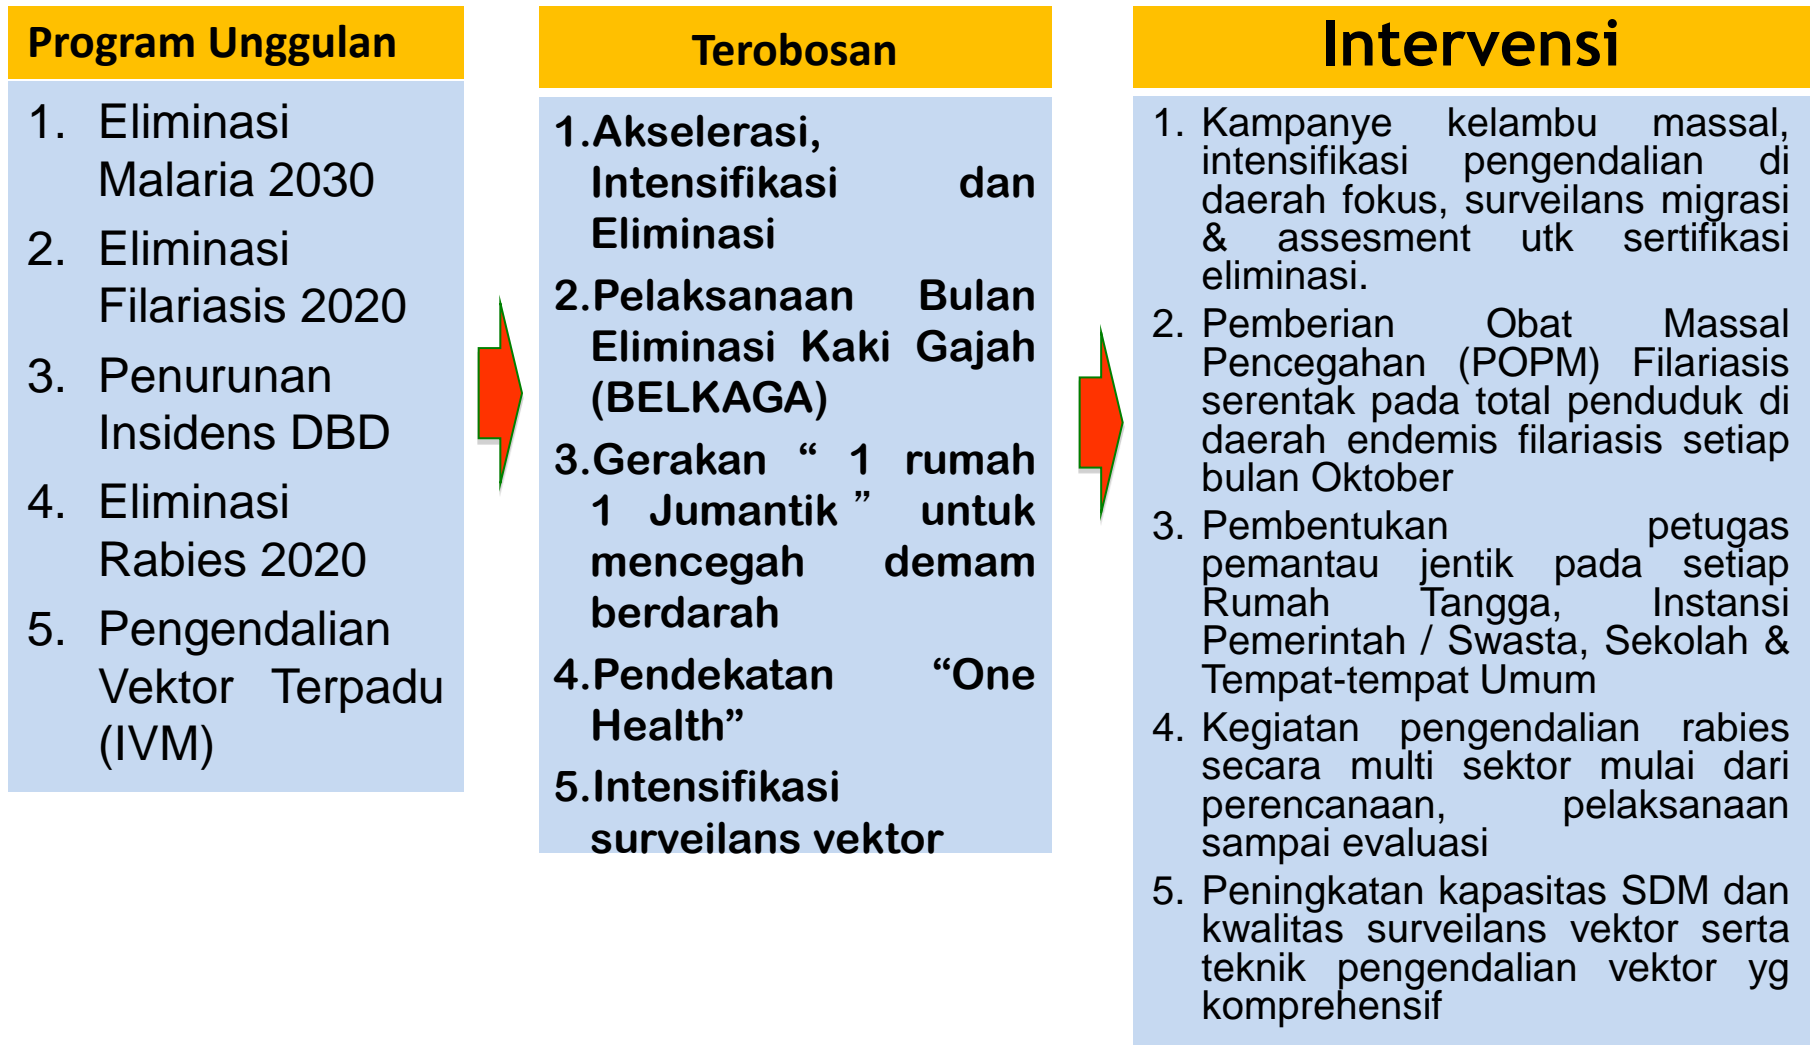 Program Unggulan
1. Eliminasi
Malaria 2030
2. Eliminasi
Filariasis 2020
3. Penurunan
Insidens DBD
4. Eliminasi
Rabies 2020
5. Pengendalian
Vektor Terpadu
(IVM)
Terobosan
1.Akselerasi,
Intensifikasi dan
Eliminasi
2.Pelaksanaan Bulan
Eliminasi Kaki Gajah
(BELKAGA)
3.Gerakan “ 1 rumah
1 Jumantik ” untuk
mencegah demam
berdarah
4.Pendekatan “One
Health”
5.Intensifikasi
surveilans vektor
Intervensi
1. Kampanye kelambu massal,
intensifikasi pengendalian di
daerah fokus, surveilans migrasi
& assesment utk sertifikasi
eliminasi.
2. Pemberian Obat Massal
Pencegahan (POPM) Filariasis
serentak pada total penduduk di
daerah endemis filariasis setiap
bulan Oktober
3. Pembentukan petugas
pemantau jentik pada setiap
Rumah Tangga, Instansi
Pemerintah / Swasta, Sekolah &
Tempat-tempat Umum
4. Kegiatan pengendalian rabies
secara multi sektor mulai dari
perencanaan, pelaksanaan
sampai evaluasi
5. Peningkatan kapasitas SDM dan
kwalitas surveilans vektor serta
teknik pengendalian vektor yg
komprehensif